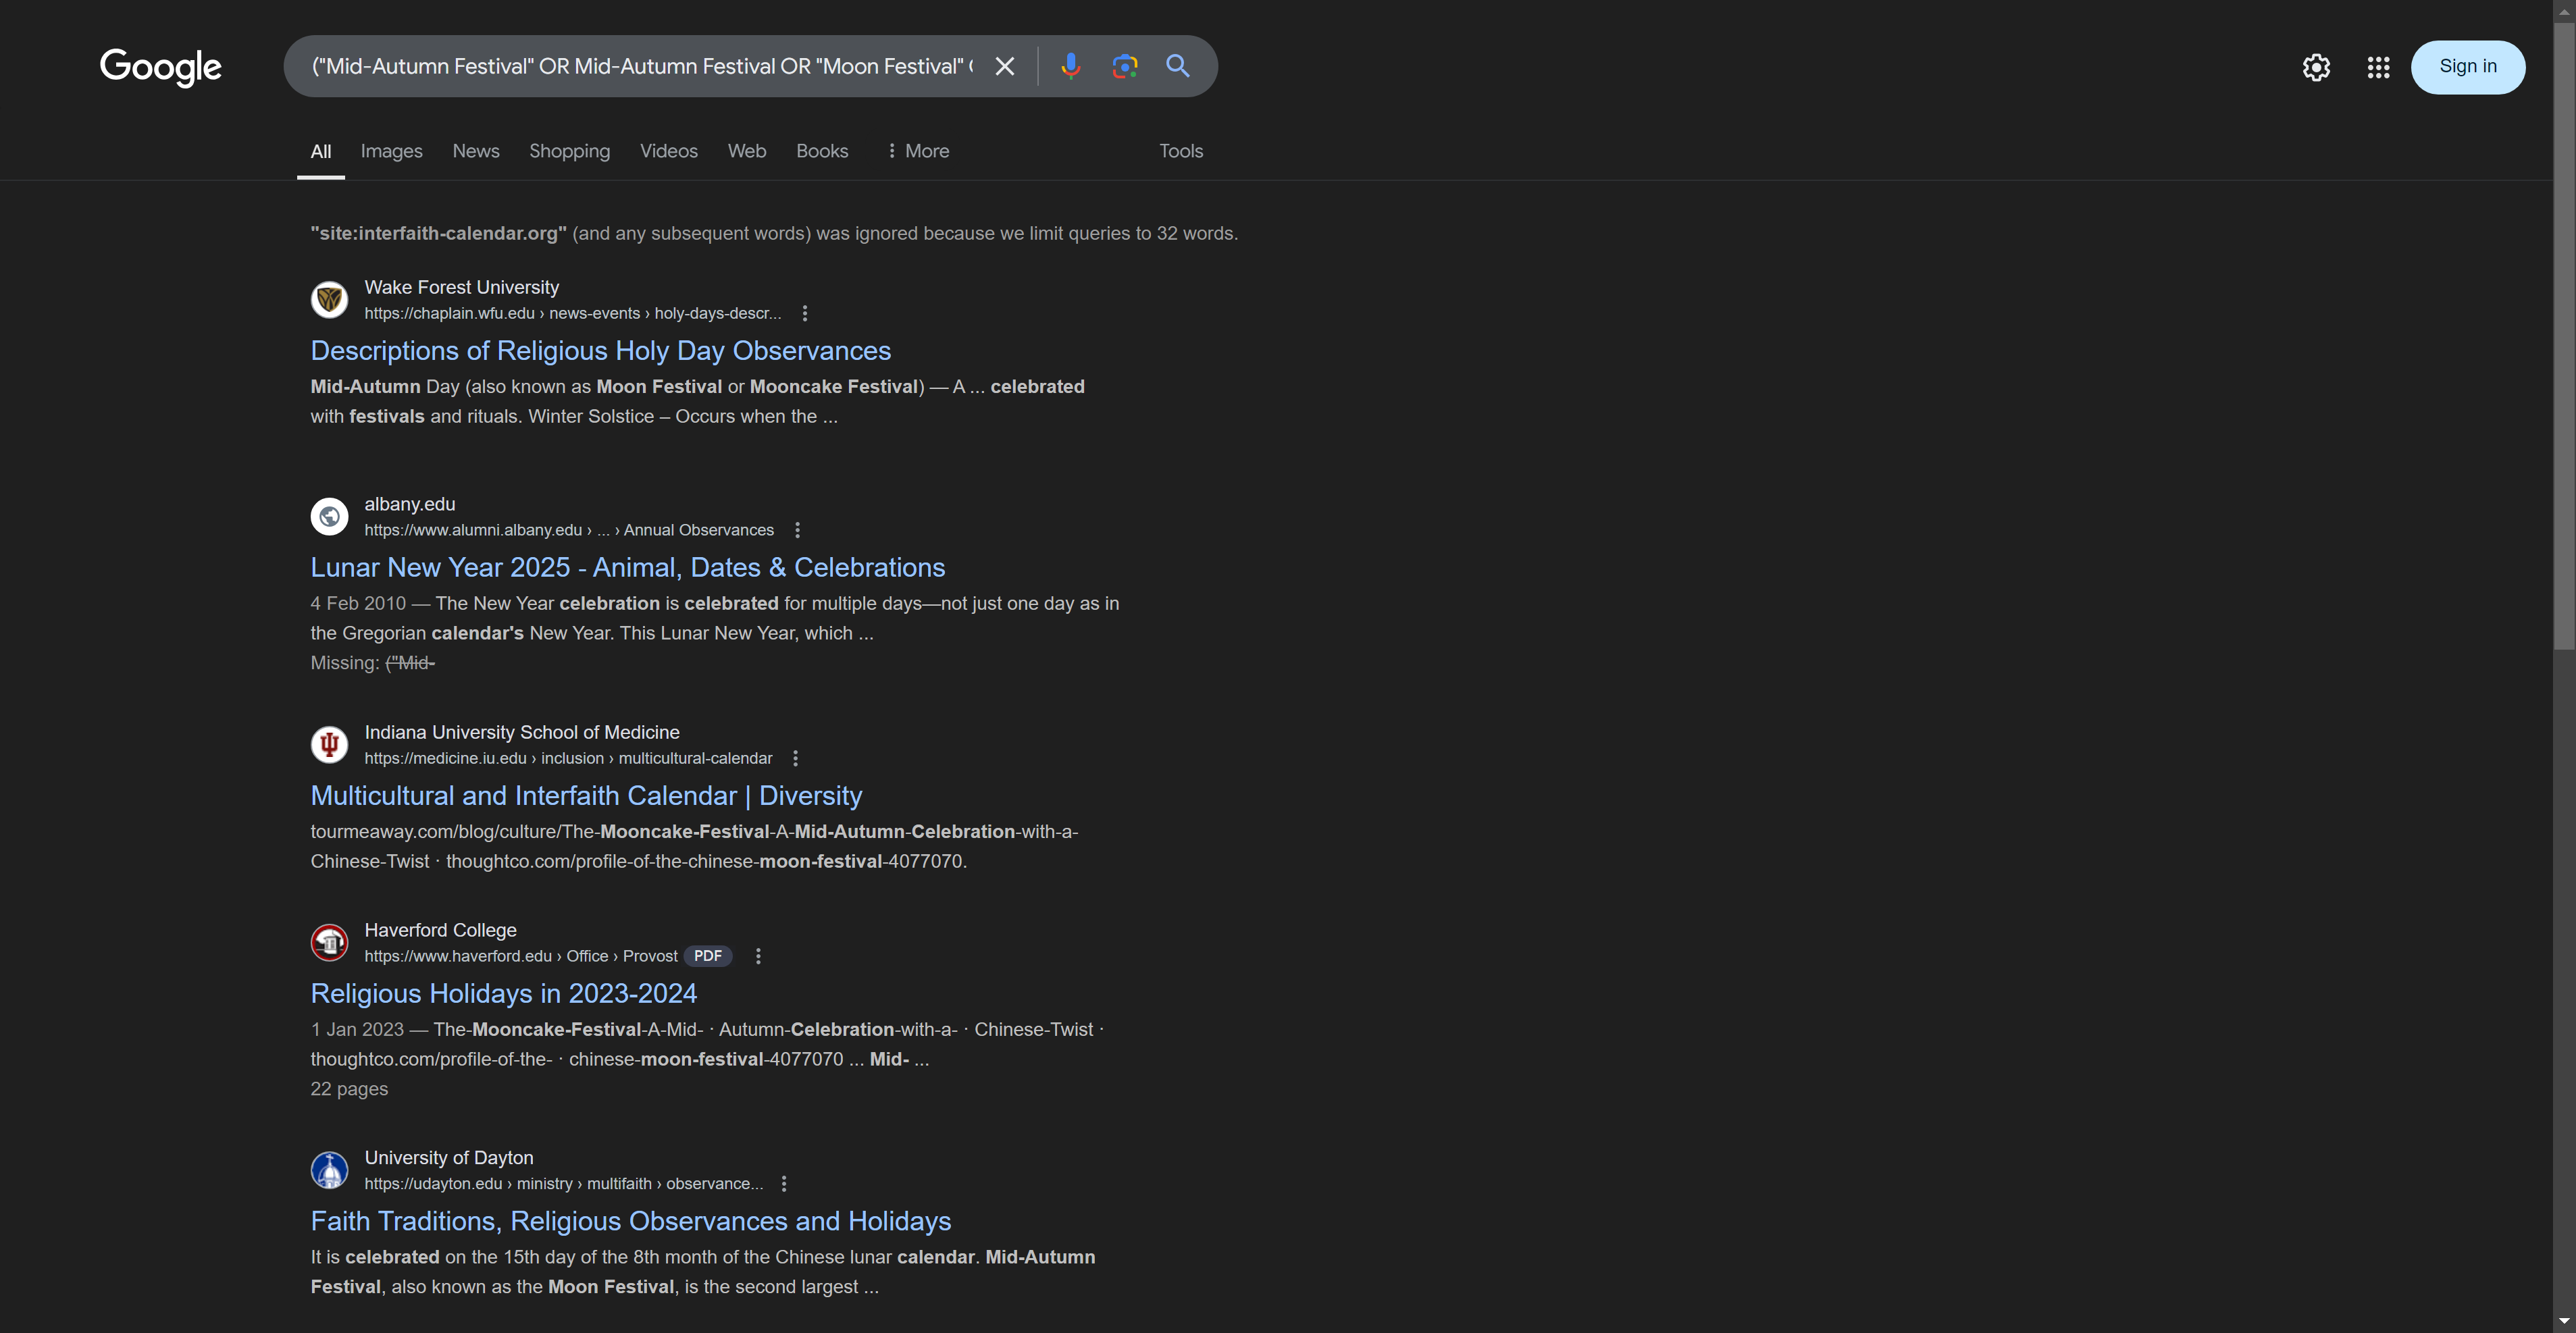 Google
("Mid-Autumn Festival" OR Mid-Autumn Festival OR "Moon Festival"
Sign in
All Images News Shopping Videos Web Books More Tools
"site:interfaith-calendar.org" (and any subsequent words) was ignored because we limit queries to 32 words.
Wake Forest University
https://chaplain.wfu.edu › news-events › holy-days-descr...
Descriptions of Religious Holy Day Observances
Mid-Autumn Day (also known as Moon Festival or Mooncake Festival) — A ... celebrated
with festivals and rituals. Winter Solstice – Occurs when the ...
albany.edu
https://www.alumni.albany.edu › ... › Annual Observances
Lunar New Year 2025 - Animal, Dates & Celebrations
4 Feb 2010 — The New Year celebration is celebrated for multiple days—not just one day as in
the Gregorian calendar's New Year. This Lunar New Year, which ...
Missing: ("Mid-
Indiana University School of Medicine
https://medicine.iu.edu › inclusion › multicultural-calendar
Multicultural and Interfaith Calendar | Diversity
tourmeaway.com/blog/culture/The-Mooncake-Festival-A-Mid-Autumn-Celebration-with-a-
Chinese-Twist · thoughtco.com/profile-of-the-chinese-moon-festival-4077070.
Haverford College
https://www.haverford.edu › Office › Provost PDF
Religious Holidays in 2023-2024
1 Jan 2023 — The-Mooncake-Festival-A-Mid- · Autumn-Celebration-with-a- · Chinese-Twist ·
thoughtco.com/profile-of-the- · chinese-moon-festival-4077070 ... Mid- ...
22 pages
University of Dayton
https://udayton.edu › ministry › multifaith › observance...
Faith Traditions, Religious Observances and Holidays
It is celebrated on the 15th day of the 8th month of the Chinese lunar calendar. Mid-Autumn
Festival, also known as the Moon Festival, is the second largest ...